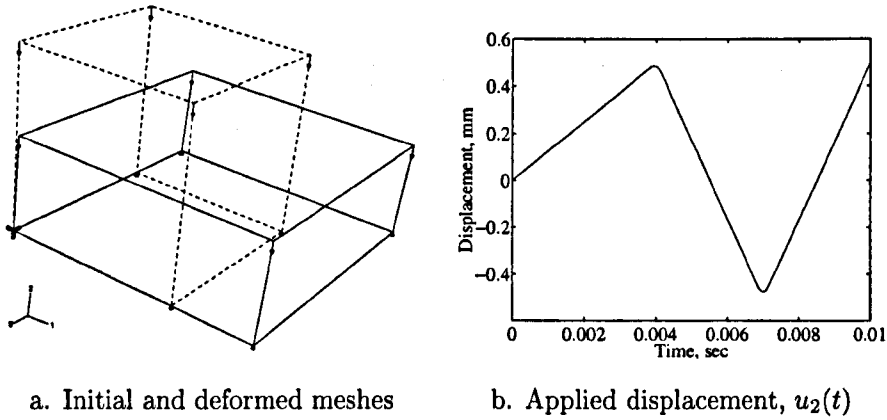 0.6
0.4
0.2
0
-0.2
-0.4
Displacement, mm
0 0.002 0.004 0.006 0.008 0.01
Time, sec
1
a. Initial and deformed meshes
b. Applied displacement, u₂(t)